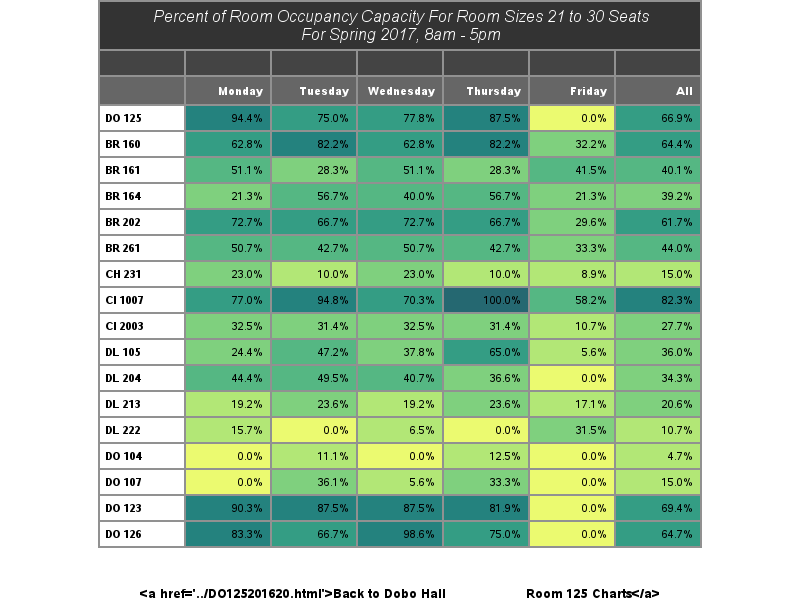 Percent of Room Occupancy Capacity For Room Sizes 21 to 30 Seats
For Spring 2017, 8am - 5pm
Monday Tuesday Wednesday Thursday Friday All
DO 125 94.4% 75.0% 77.8% 87.5% 0.0% 66.9%
BR 160 62.8% 82.2% 62.8% 82.2% 32.2% 64.4%
BR 161 51.1% 28.3% 51.1% 28.3% 41.5% 40.1%
BR 164 21.3% 56.7% 40.0% 56.7% 21.3% 39.2%
BR 202 72.7% 66.7% 72.7% 66.7% 29.6% 61.7%
BR 261 50.7% 42.7% 50.7% 42.7% 33.3% 44.0%
CH 231 23.0% 10.0% 23.0% 10.0% 8.9% 15.0%
CI 1007 77.0% 94.8% 70.3% 100.0% 58.2% 82.3%
CI 2003 32.5% 31.4% 32.5% 31.4% 10.7% 27.7%
DL 105 24.4% 47.2% 37.8% 65.0% 5.6% 36.0%
DL 204 44.4% 49.5% 40.7% 36.6% 0.0% 34.3%
DL 213 19.2% 23.6% 19.2% 23.6% 17.1% 20.6%
DL 222 15.7% 0.0% 6.5% 0.0% 31.5% 10.7%
DO 104 0.0% 11.1% 0.0% 12.5% 0.0% 4.7%
DO 107 0.0% 36.1% 5.6% 33.3% 0.0% 15.0%
DO 123 90.3% 87.5% 87.5% 81.9% 0.0% 69.4%
DO 126 83.3% 66.7% 98.6% 75.0% 0.0% 64.7%
<a href='../DO125201620.html'>Back to Dobo Hall Room 125 Charts</a>